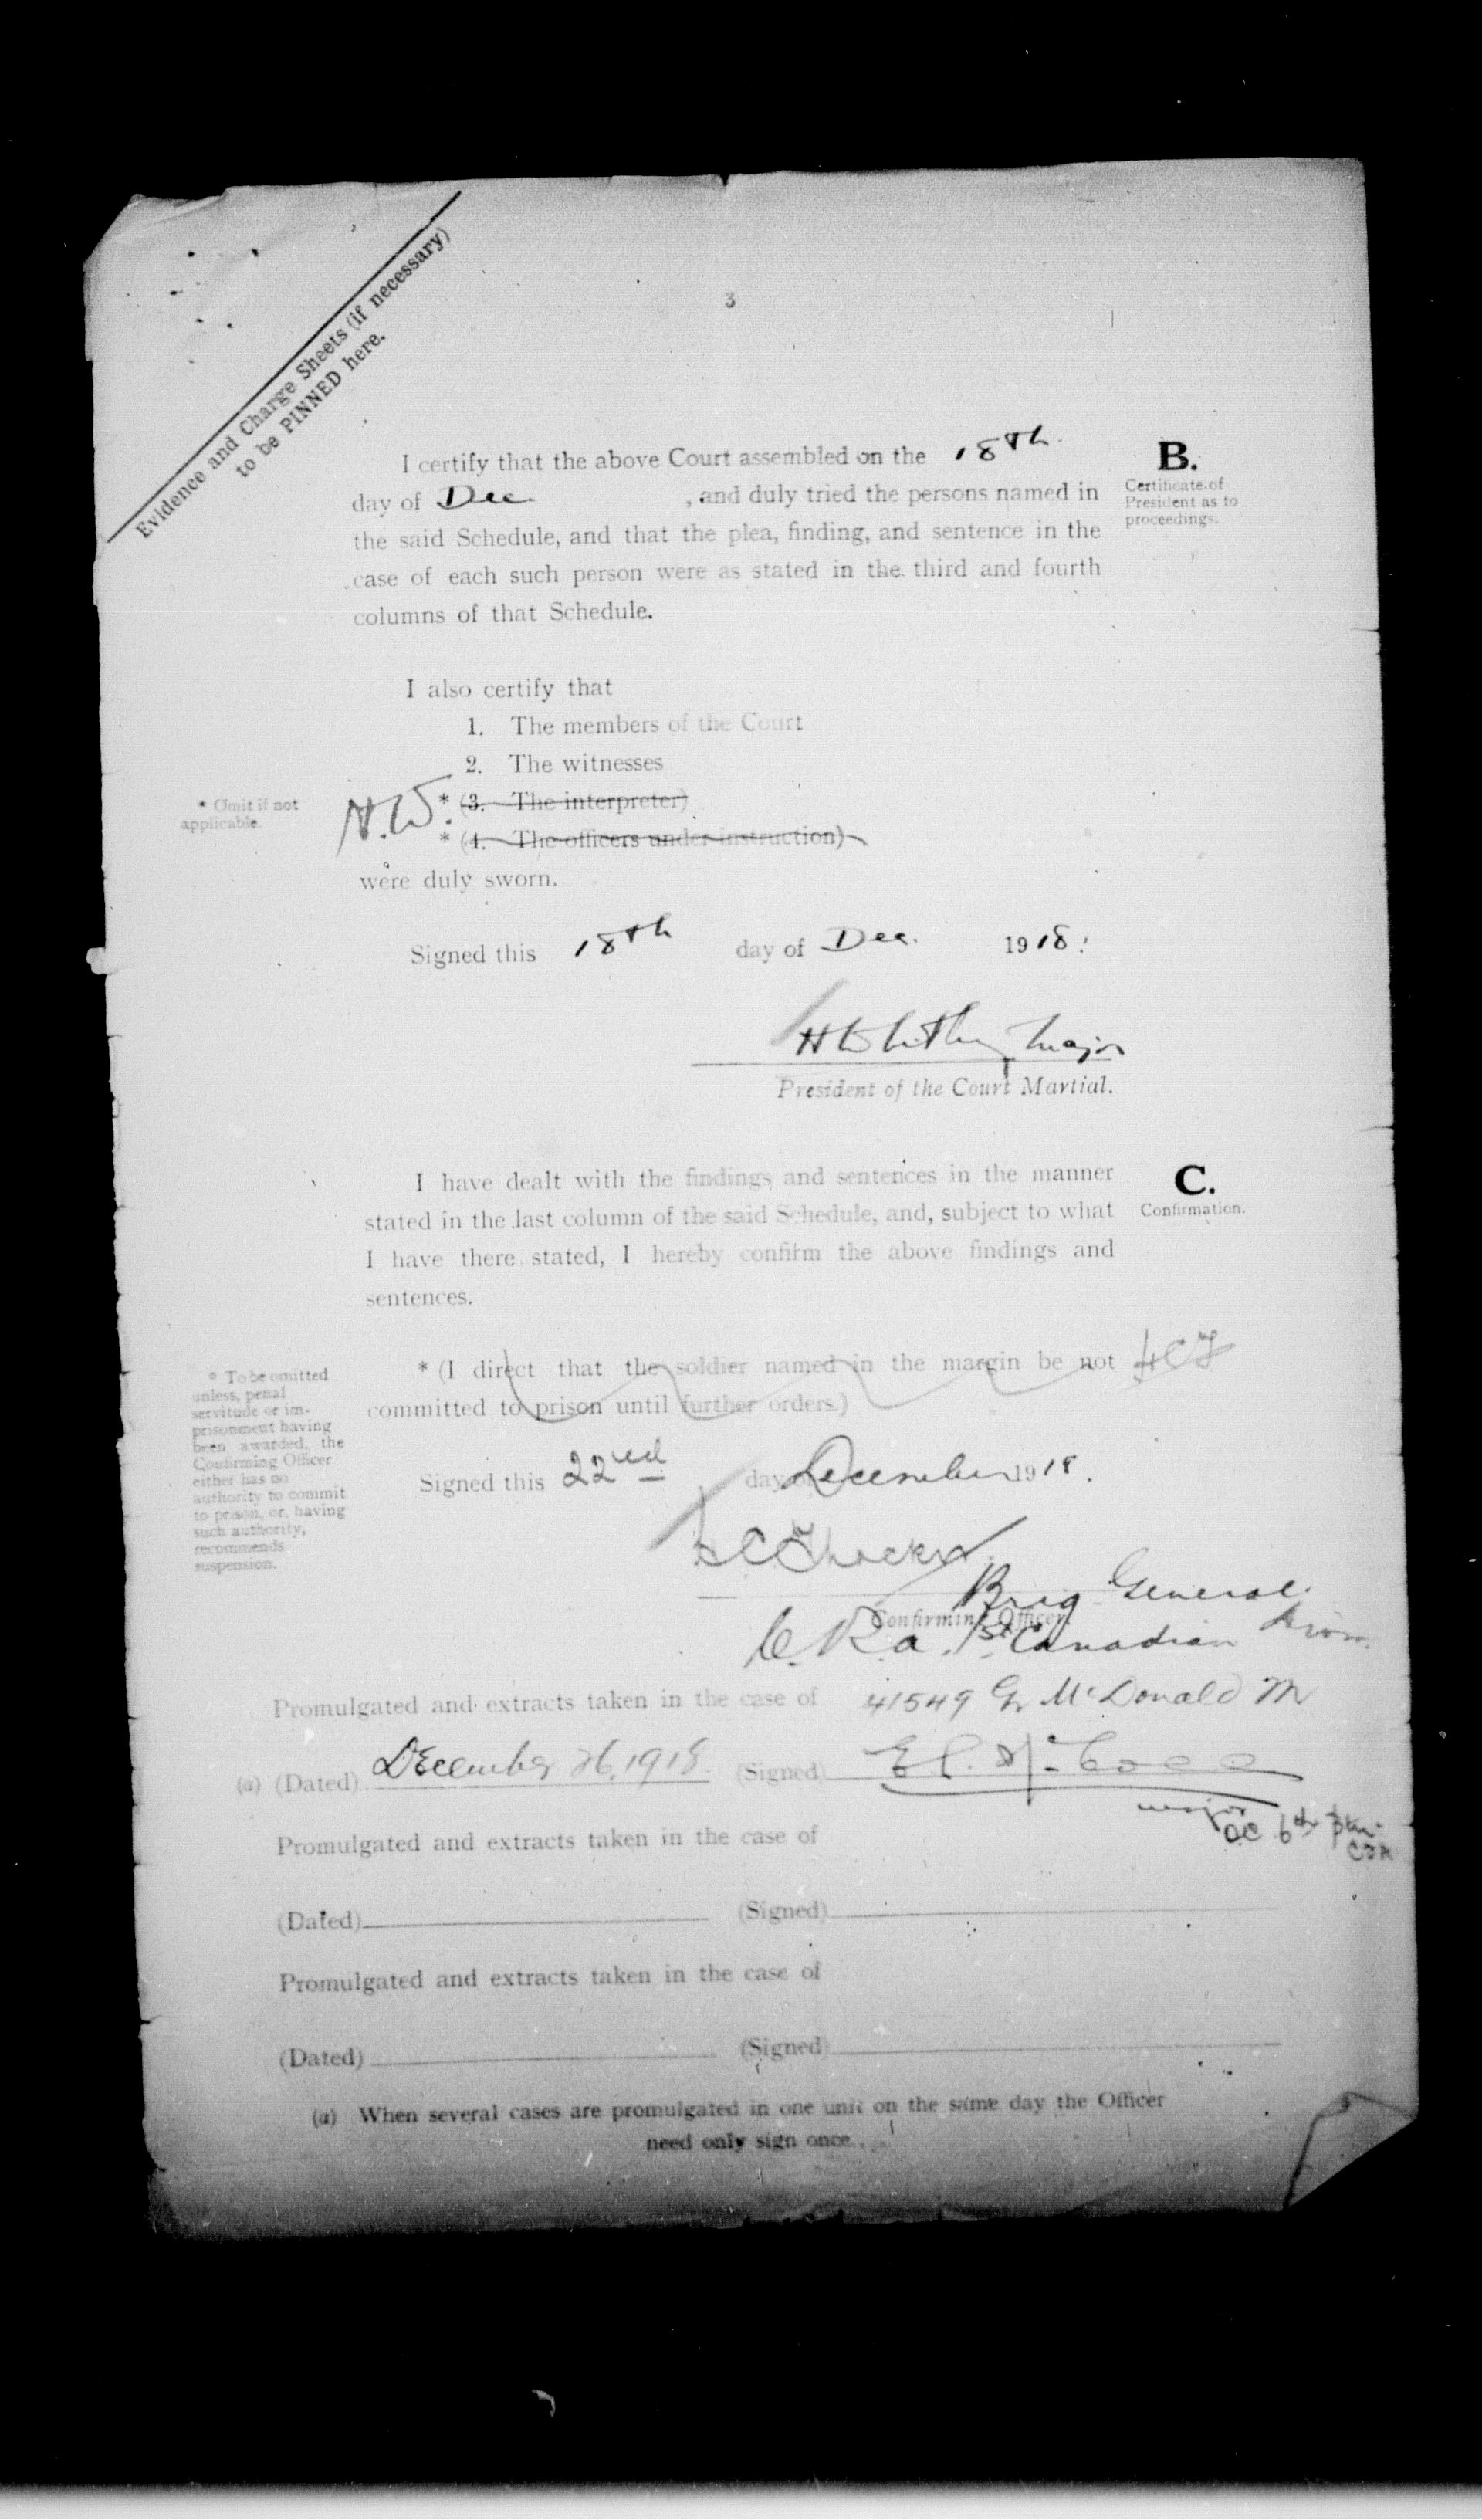 3
Evidence and Charge Sheets (if necessary)
to be PINNED here.
I certify that the above Court assembled on the 18th
day of Dec , and duly tried the persons named in
the said Schedule, and that the plea, finding, and sentence in the
case of each such person were as stated in the third and fourth
columns of that Schedule.
B.
Certificate of
President as to
proceedings.
I also certify that
1. The members of the Court
2. The witnesses
* (3. The interpreter)
* (4. The officers under instruction)
were duly sworn.
* Omit if not
applicable.
H.W.
Signed this 18th day of Dec. 1918.
Major
President of the Court Martial.
I have dealt with the findings and sentences in the manner
stated in the last column of the said Schedule, and, subject to what
I have there stated, I hereby confirm the above findings and
sentences.
C.
Confirmation.
* (I direct that the soldier named in the margin be not
committed to prison until further orders.)
* To be omitted
unless, penal
servitude or im-
prisonment having
been awarded, the
Confirming Officer
either has no
authority to commit
to prison, or, having
such authority,
recommends
suspension.
Signed this 22nd day of December 1918.
Brig General.
Confirming Officer.
C.R.a. 1st Canadian Divn.
Promulgated and extracts taken in the case of 41549 Gr McDonald M
(a) (Dated) December 26, 1918. (Signed)
Major
OC 6th Bty.
CFA
Promulgated and extracts taken in the case of
(Dated) (Signed)
Promulgated and extracts taken in the case of
(Dated) (Signed)
(a) When several cases are promulgated in one unit on the same day the Officer
need only sign once.